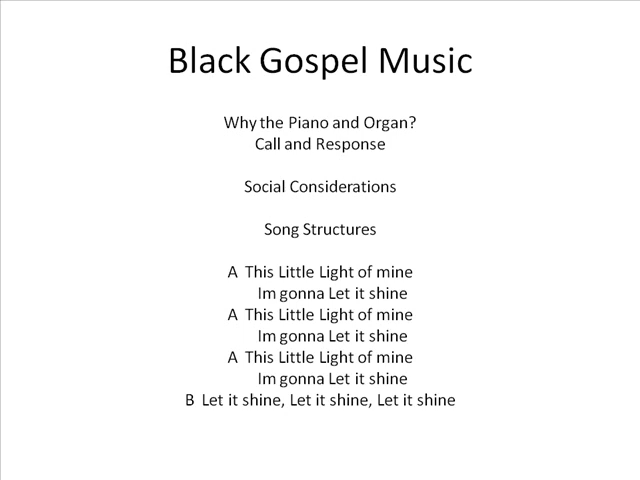 Black Gospel Music
Why the Piano and Organ?
Call and Response
Social Considerations
Song Structures
A This Little Light of mine
Im gonna Let it shine
A This Little Light of mine
Im gonna Let it shine
A This Little Light of mine
Im gonna Let it shine
B Let it shine, Let it shine, Let it shine